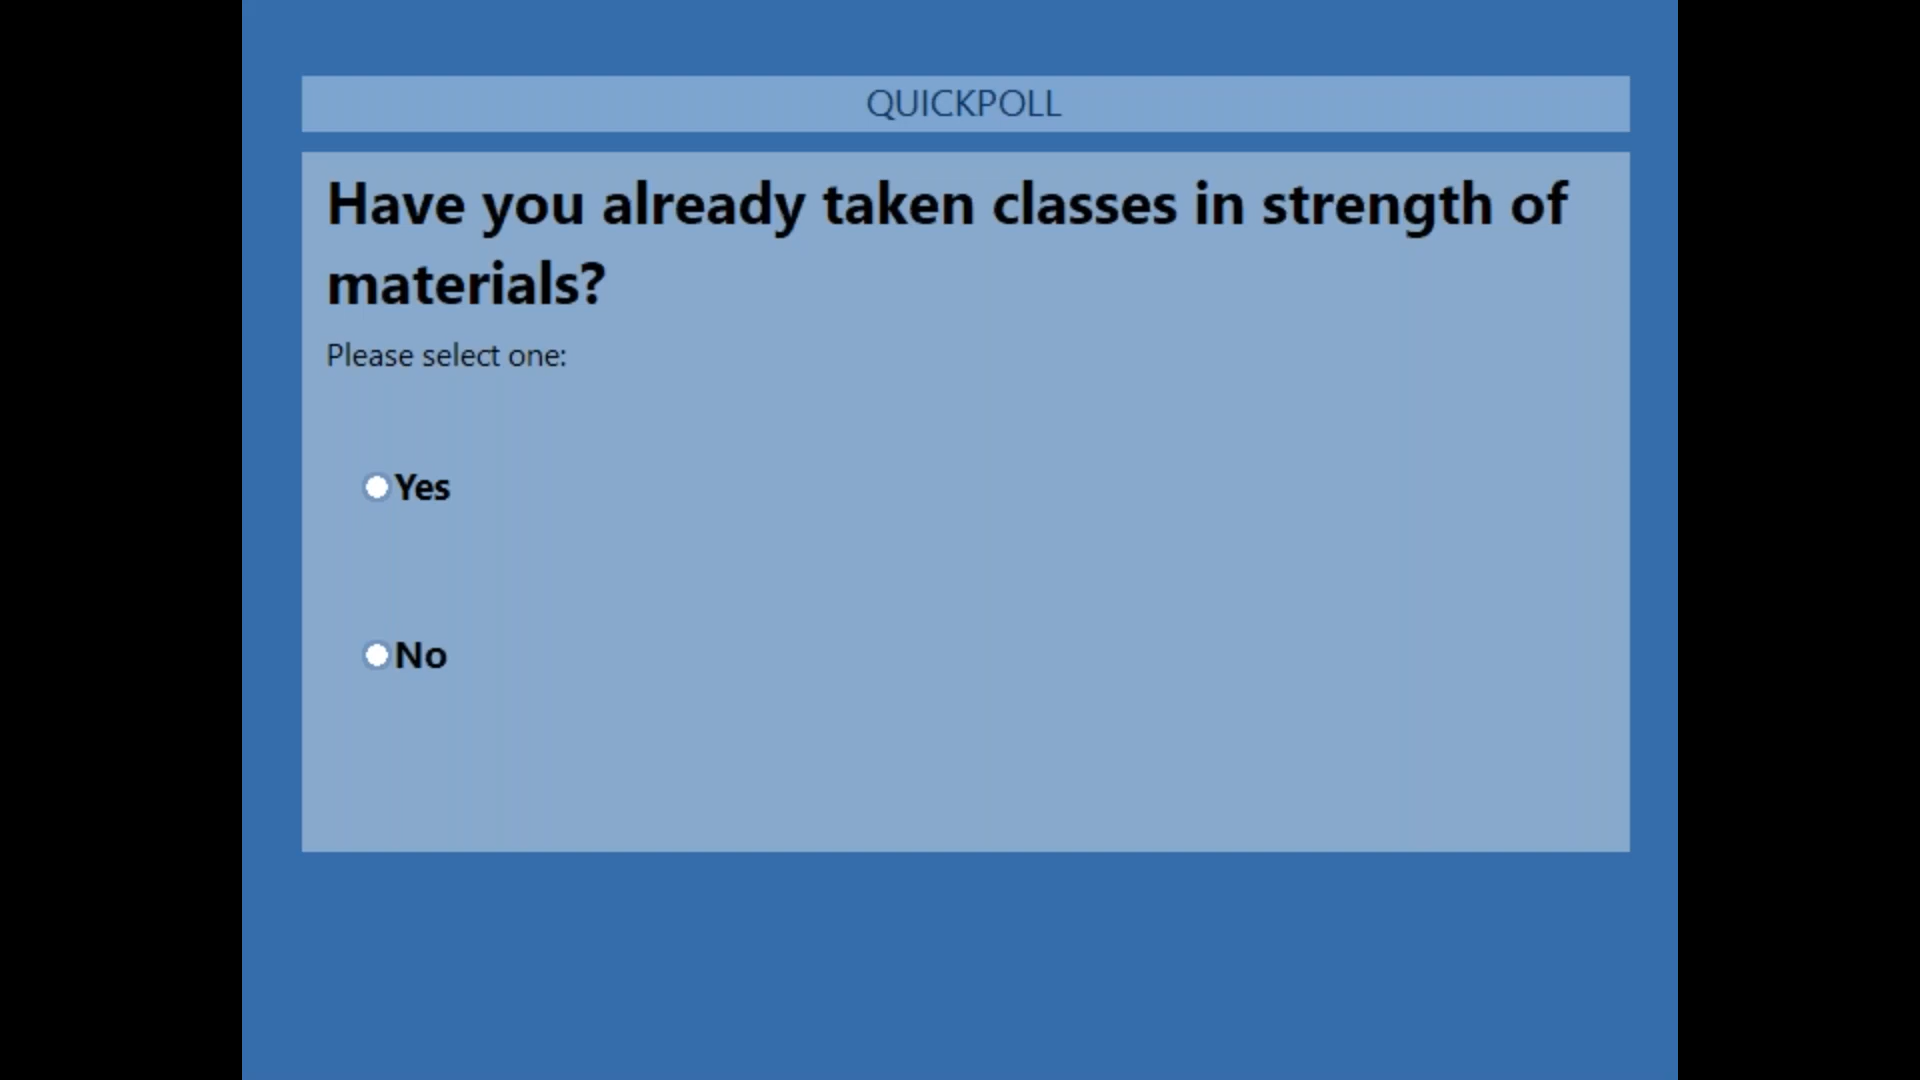 QUICKPOLL
Have you already taken classes in strength of
materials?
Please select one:
Yes
No